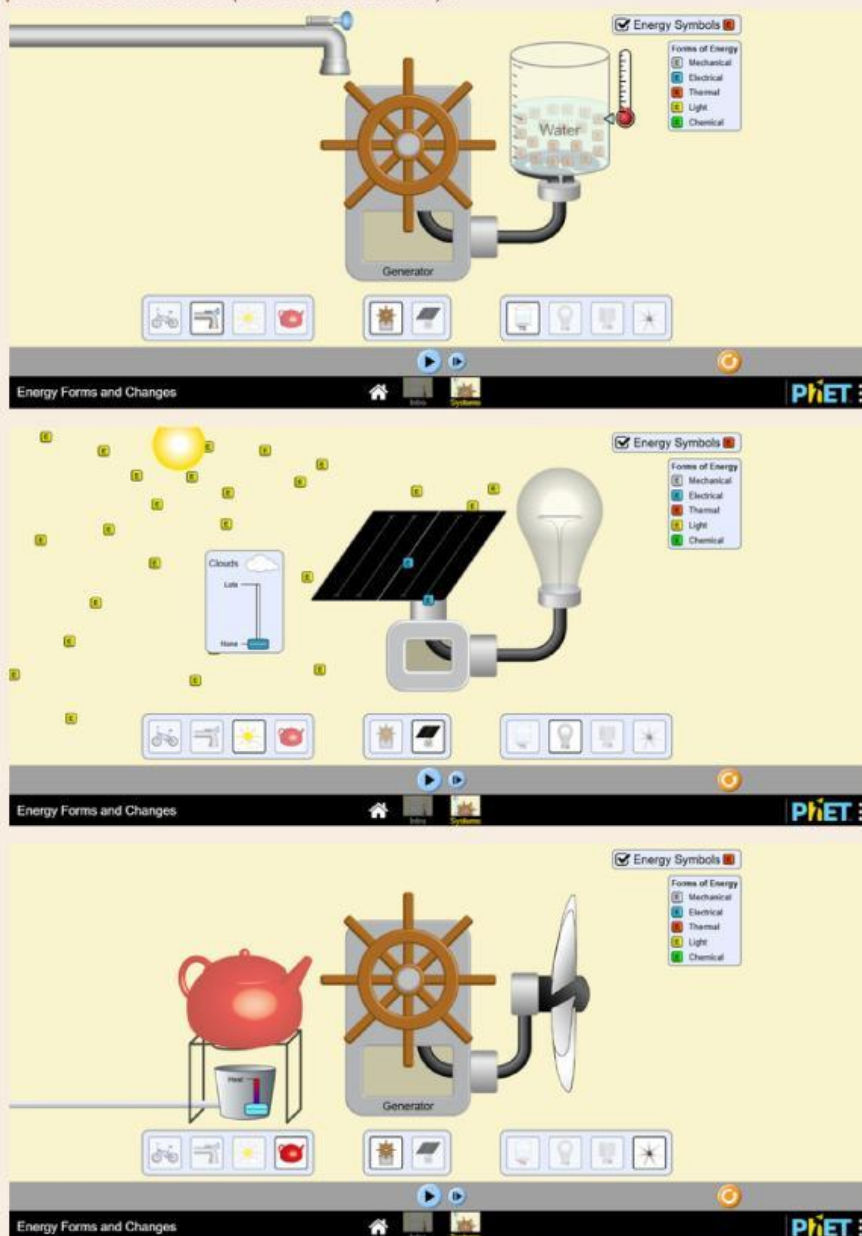 Energy Symbols E
Forms of Energy
E Mechanical
E Electrical
E Thermal
E Light
E Chemical
Water
Generator
Energy Forms and Changes
Intro
Systems
PhET
Energy Symbols E
Forms of Energy
E Mechanical
E Electrical
E Thermal
E Light
E Chemical
Clouds
Lots
None
Energy Forms and Changes
Intro
Systems
PhET
Energy Symbols E
Forms of Energy
E Mechanical
E Electrical
E Thermal
E Light
E Chemical
Heat
Generator
Energy Forms and Changes
PhET